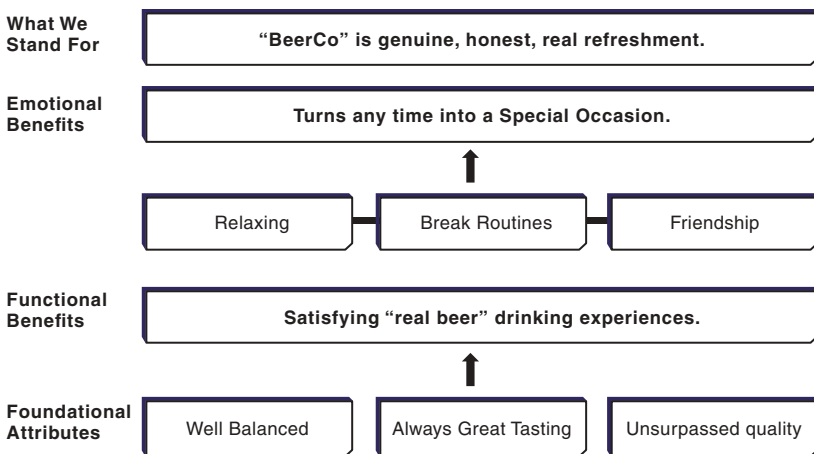 What We
Stand For
“BeerCo” is genuine, honest, real refreshment.
Emotional
Benefits
Turns any time into a Special Occasion.
Relaxing
Break Routines
Friendship
Functional
Benefits
Satisfying “real beer” drinking experiences.
Foundational
Attributes
Well Balanced
Always Great Tasting
Unsurpassed quality